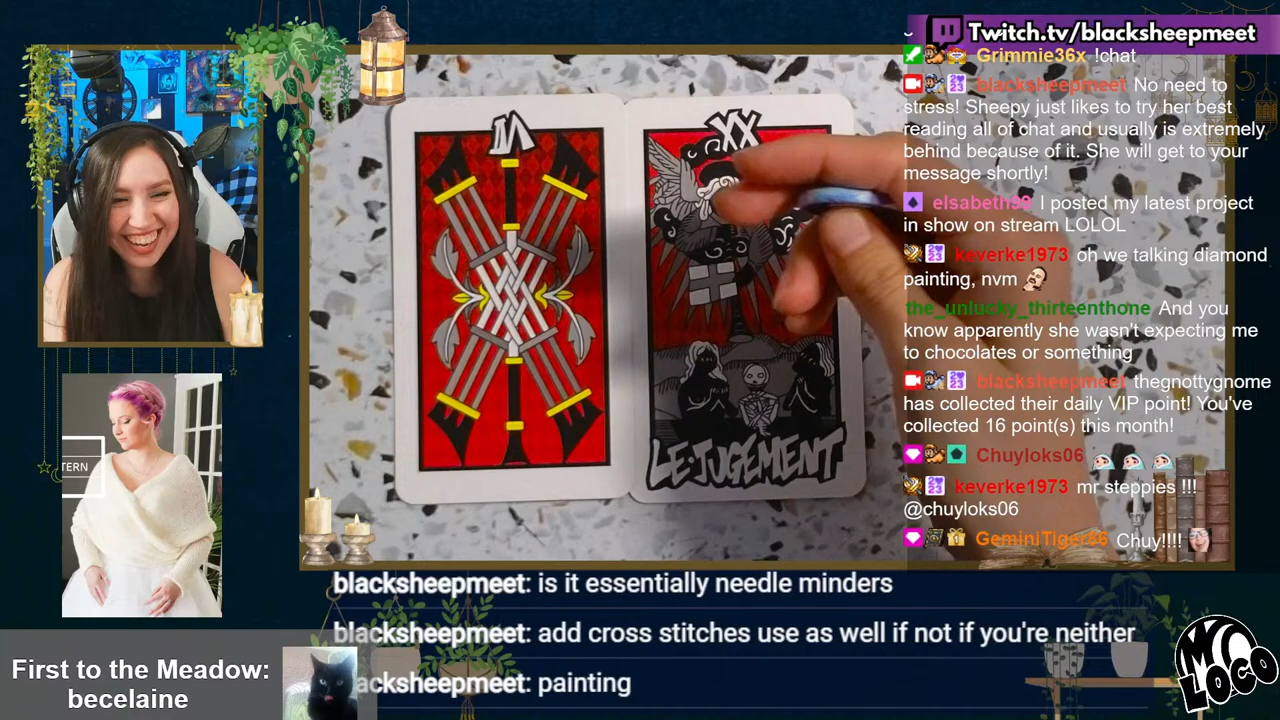 Twitch.tv/blacksheepmeet
Grimmie36x !chat
blacksheepmeet No need to
stress! Sheepy just likes to try her best
reading all of chat and usually is extremely
behind because of it. She will get to your
message shortly!
elsabeth99 I posted my latest project
in show on stream LOLOL
keverke1973 oh we talking diamond
painting, nvm
the_unlucky_thirteenthone And you
know apparently she wasn't expecting me
to chocolates or something
blacksheepmeet thegnottygnome
has collected their daily VIP point! You've
collected 16 point(s) this month!
Chuyloks06
keverke1973 mr steppies !!!
@chuyloks06
GeminiTiger86 Chuy!!!!
VI
XX
LE·JUGEMENT
TERN
blacksheepmeet: is it essentially needle minders
blacksheepmeet: add cross stitches use as well if not if you're neither
acksheepmeet: painting
First to the Meadow:
becelaine
MC
LOCO